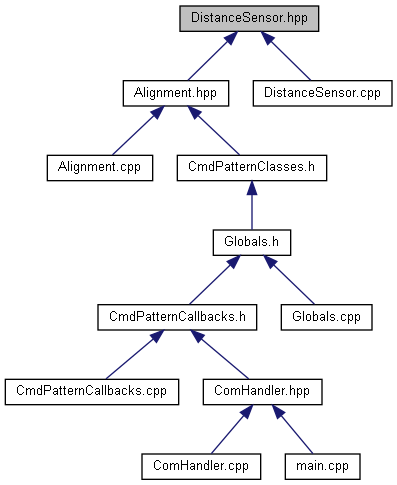 DistanceSensor.hpp
Alignment.hpp
DistanceSensor.cpp
Alignment.cpp
CmdPatternClasses.h
Globals.h
CmdPatternCallbacks.h
Globals.cpp
CmdPatternCallbacks.cpp
ComHandler.hpp
ComHandler.cpp
main.cpp